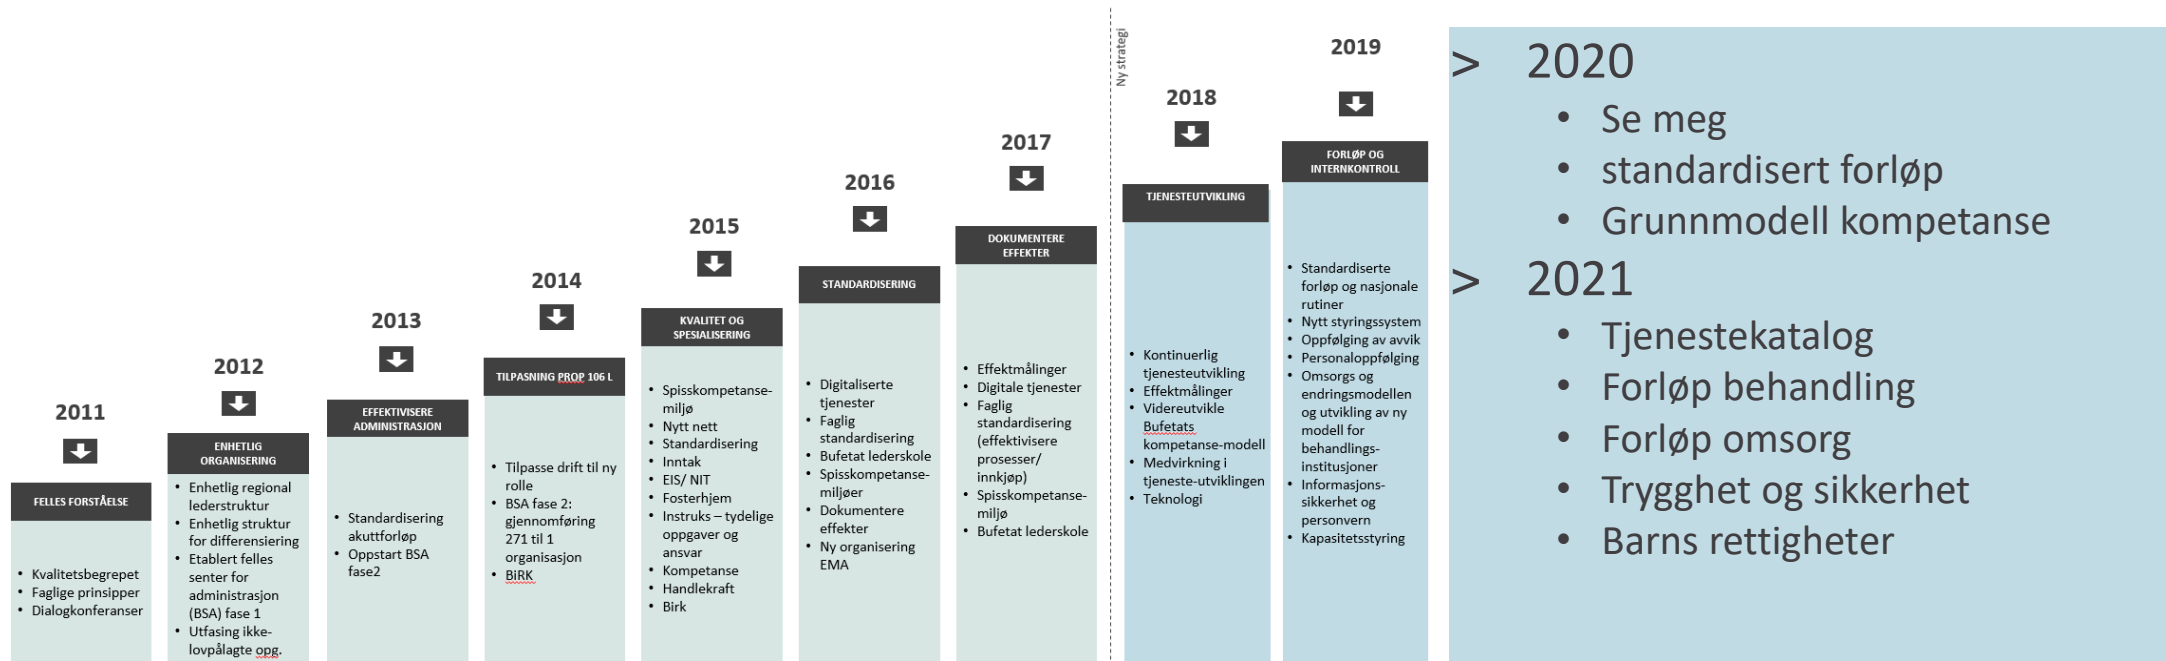 2011
FELLES FORSTÅELSE
• Kvalitetsbegrepet
• Faglige prinsipper
• Dialogkonferanser
2012
ENHETLIG
ORGANISERING
• Enhetlig regional
lederstruktur
• Enhetlig struktur
for differensiering
• Etablert felles
senter for
administrasjon
(BSA) fase 1
• Utfasing ikke-
lovpålagte opg.
2013
EFFEKTIVISERE
ADMINISTRASJON
• Standardisering
akuttforløp
• Oppstart BSA
fase2
2014
TILPASNING PROP 106 L
• Tilpasse drift til ny
rolle
• BSA fase 2:
gjennomføring
271 til 1
organisasjon
• BiRK
2015
KVALITET OG
SPESIALISERING
• Spisskompetanse-
miljø
• Nytt nett
• Standardisering
• Inntak
• EIS/ NIT
• Fosterhjem
• Instruks – tydelige
oppgaver og
ansvar
• Kompetanse
• Handlekraft
• Birk
2016
STANDARDISERING
• Digitaliserte
tjenester
• Faglig
standardisering
• Bufetat lederskole
• Spisskompetanse-
miljøer
• Dokumentere
effekter
• Ny organisering
EMA
2017
DOKUMENTERE
EFFEKTER
• Effektmålinger
• Digitale tjenester
• Faglig
standardisering
(effektivisere
prosesser/
innkjøp)
• Spisskompetanse-
miljø
• Bufetat lederskole
Ny strategi
2018
TJENESTEUTVIKLING
• Kontinuerlig
tjenesteutvikling
• Effektmålinger
• Videreutvikle
Bufetats
kompetanse-modell
• Medvirkning i
tjeneste-utviklingen
• Teknologi
2019
FORLØP OG
INTERNKONTROLL
• Standardiserte
forløp og nasjonale
rutiner
• Nytt styringssystem
• Oppfølging av avvik
• Personaloppfølging
• Omsorgs og
endringsmodellen
og utvikling av ny
modell for
behandlings-
institusjoner
• Informasjons-
sikkerhet og
personvern
• Kapasitetsstyring
> 2020
• Se meg
• standardisert forløp
• Grunnmodell kompetanse
> 2021
• Tjenestekatalog
• Forløp behandling
• Forløp omsorg
• Trygghet og sikkerhet
• Barns rettigheter